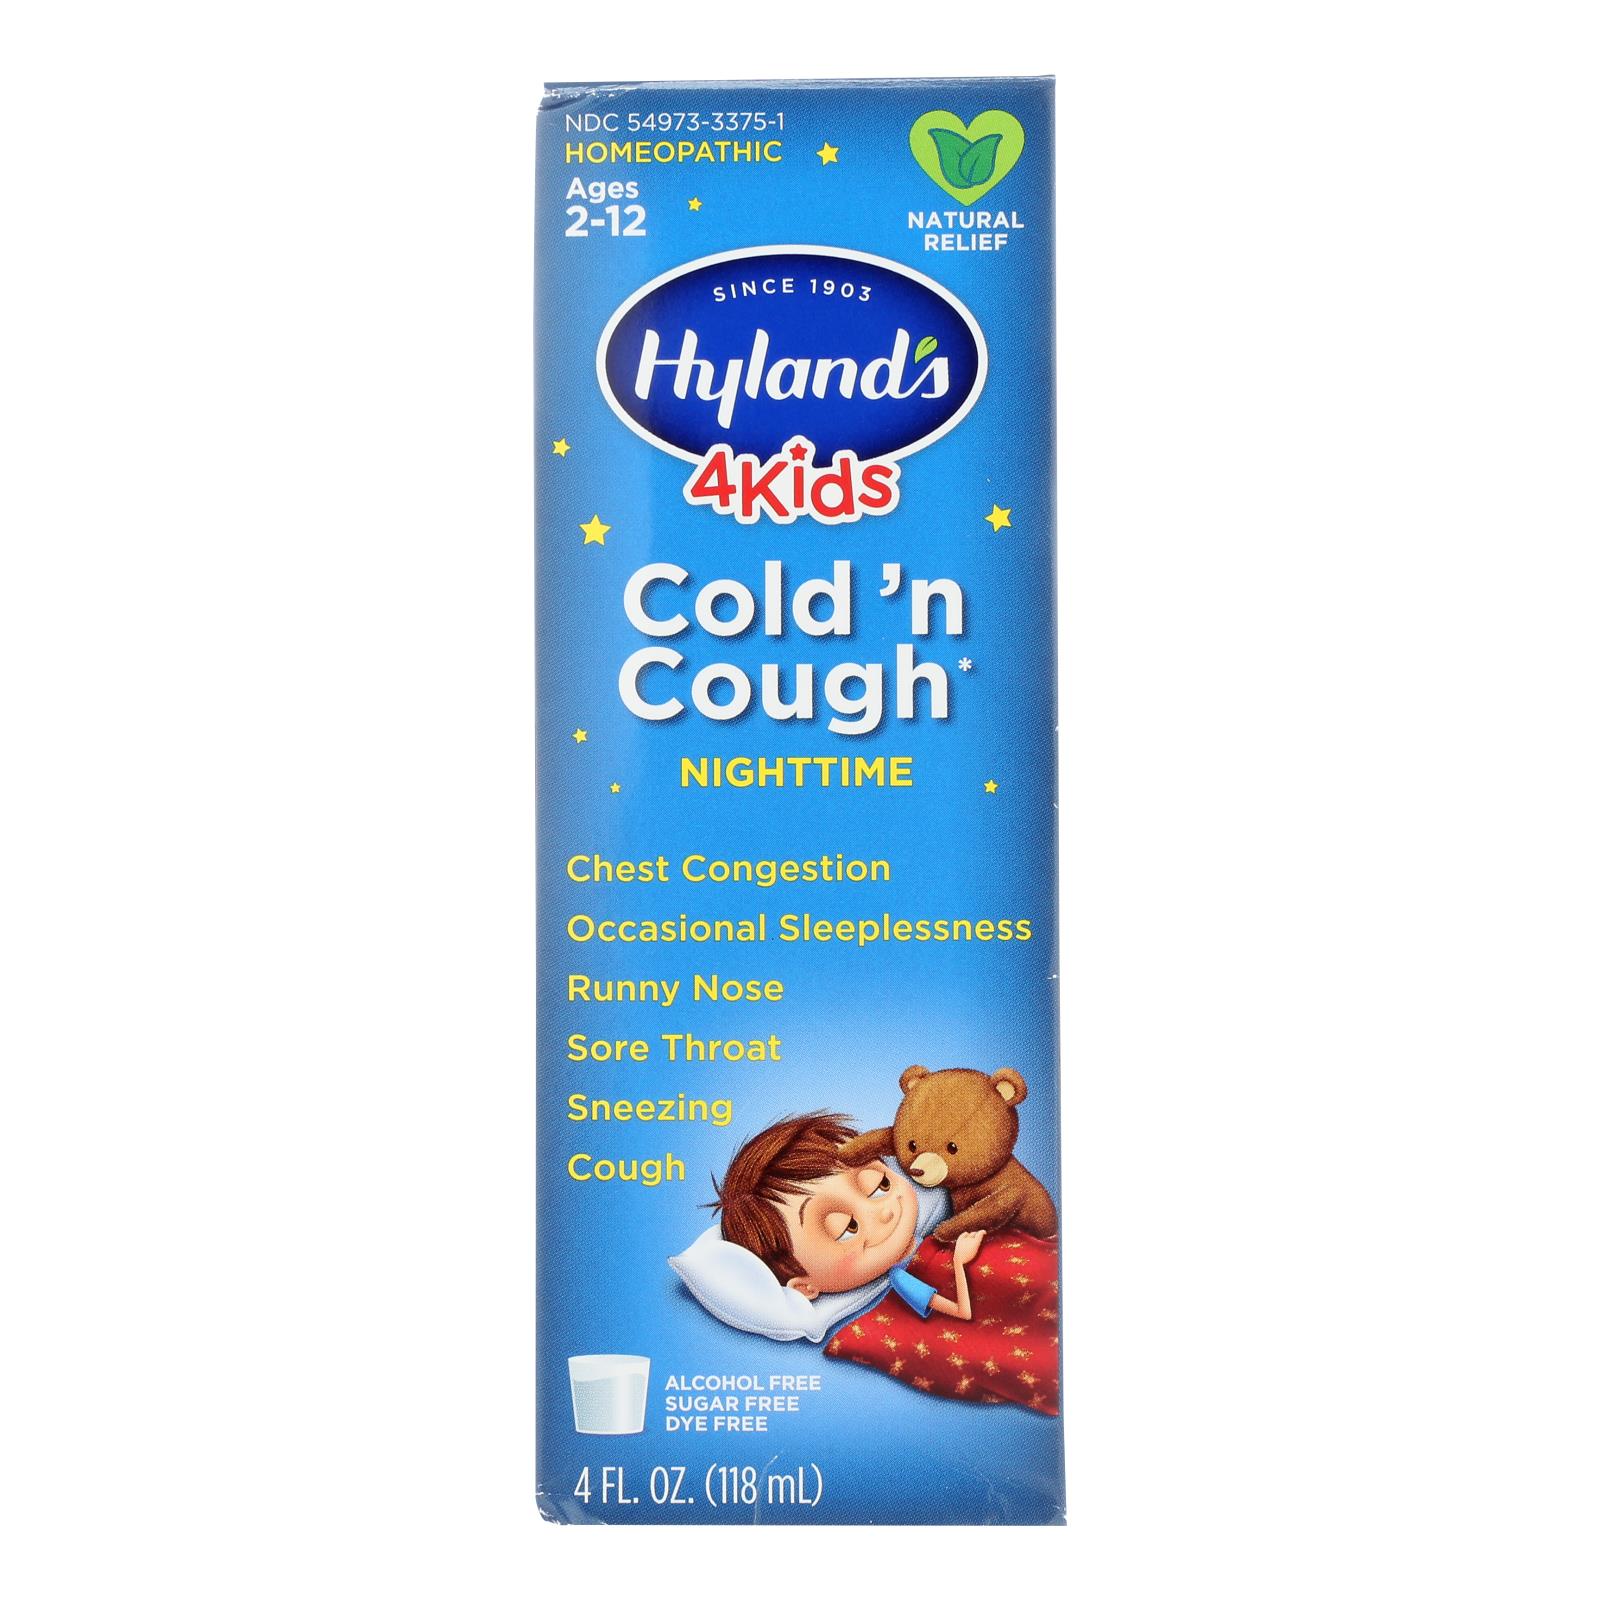 NDC 54973-3375-1
HOMEOPATHIC
Ages
2-12
NATURAL
RELIEF
SINCE 1903
Hyland's
4Kids
Cold 'n
Cough*
NIGHTTIME
Chest Congestion
Occasional Sleeplessness
Runny Nose
Sore Throat
Sneezing
Cough
ALCOHOL FREE
SUGAR FREE
DYE FREE
4 FL. OZ. (118 mL)